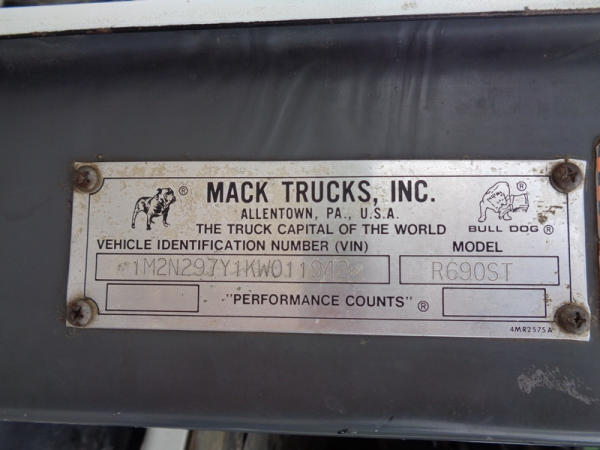 MACK TRUCKS, INC.
ALLENTOWN, PA., U.S.A.
THE TRUCK CAPITAL OF THE WORLD
BULL DOG ®
VEHICLE IDENTIFICATION NUMBER (VIN) MODEL
R690ST
"PERFORMANCE COUNTS" ®
4MR2575A